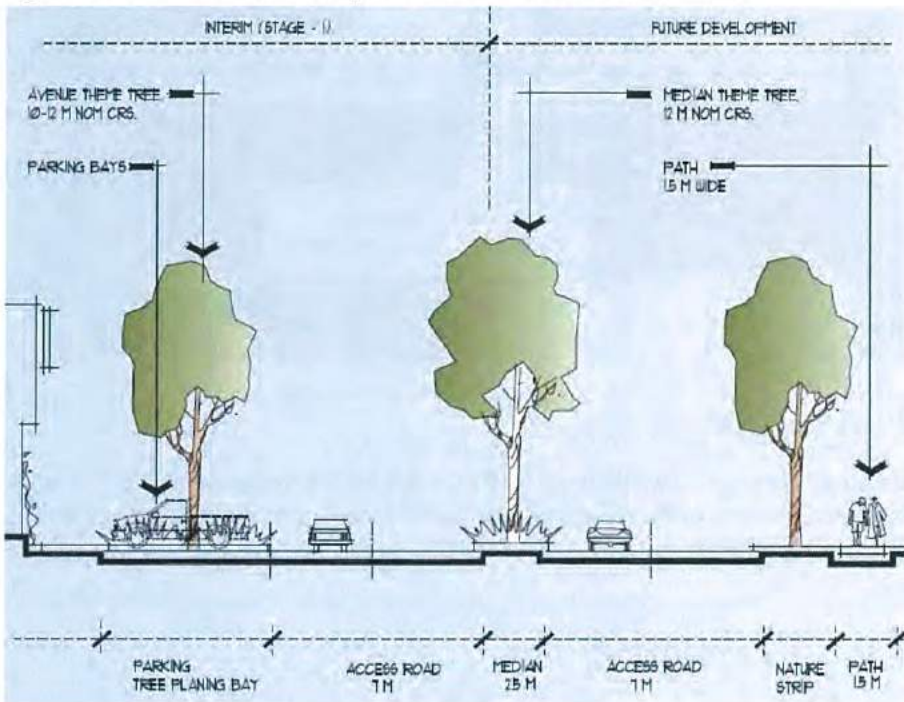 INTERIM (STAGE - 1).
FUTURE DEVELOPMENT
AVENUE THEME TREE.
10-12 M NOM CRS.
MEDIAN THEME TREE.
12 M NOM CRS.
PARKING BAYS
PATH
1.5 M WIDE
PARKING
TREE PLANING BAY
ACCESS ROAD
7 M
MEDIAN
2.5 M
ACCESS ROAD
7 M
NATURE
STRIP
PATH
1.5 M